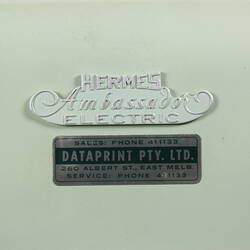 HERMES
Ambassador
ELECTRIC
SALES: PHONE 411133
DATAPRINT PTY. LTD.
260 ALBERT ST., EAST MELB.
SERVICE: PHONE 411133